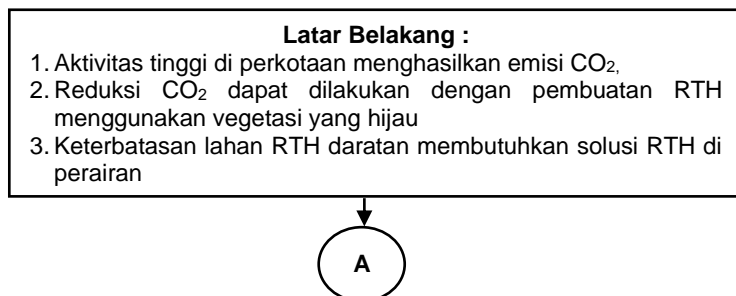 Latar Belakang :
1. Aktivitas tinggi di perkotaan menghasilkan emisi CO₂,
2. Reduksi CO₂ dapat dilakukan dengan pembuatan RTH
menggunakan vegetasi yang hijau
3. Keterbatasan lahan RTH daratan membutuhkan solusi RTH di
perairan
A